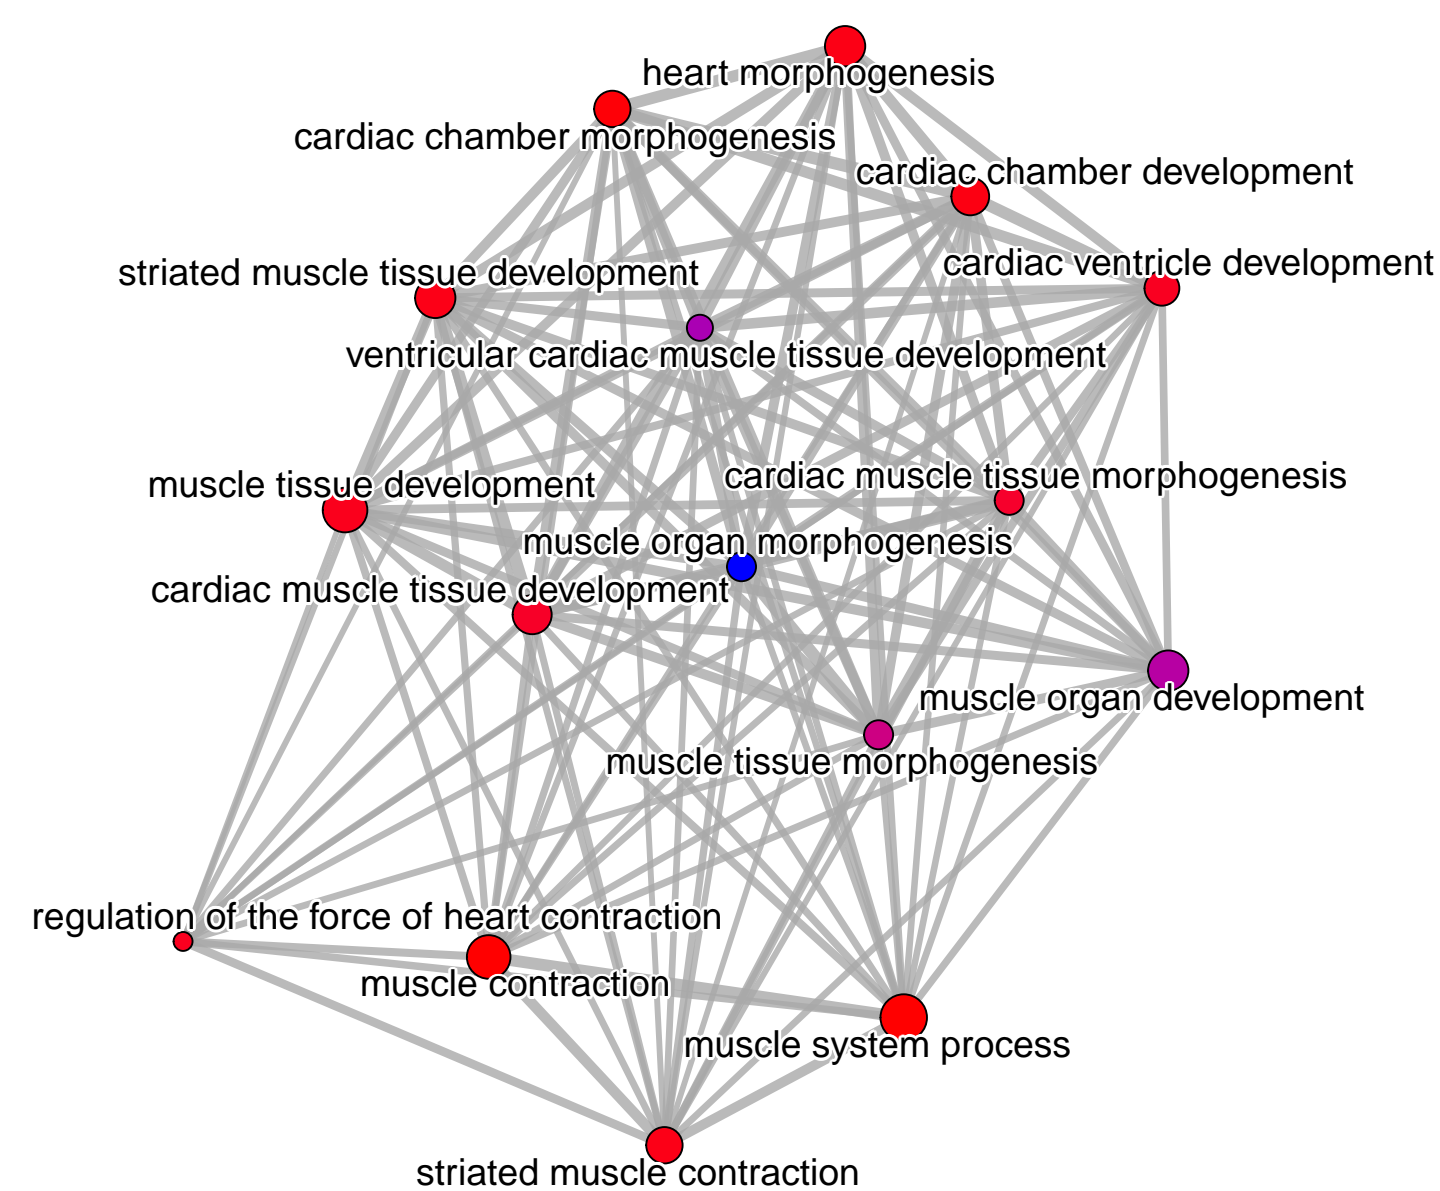 heart morphogenesis
cardiac chamber morphogenesis
cardiac chamber development
cardiac ventricle development
striated muscle tissue development
ventricular cardiac muscle tissue development
cardiac muscle tissue morphogenesis
muscle tissue development
muscle organ morphogenesis
cardiac muscle tissue development
muscle organ development
muscle tissue morphogenesis
regulation of the force of heart contraction
muscle contraction
muscle system process
striated muscle contraction